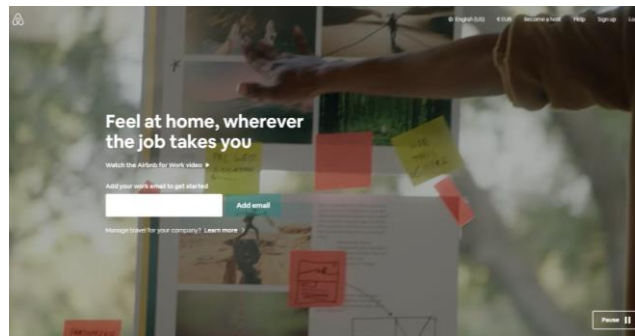 English (US) € EUR Become a host Help Sign up
Feel at home, wherever
the job takes you
Watch the Airbnb for Work video
Add your work email to get started
Add email
Manage travel for your company? Learn more
Pause